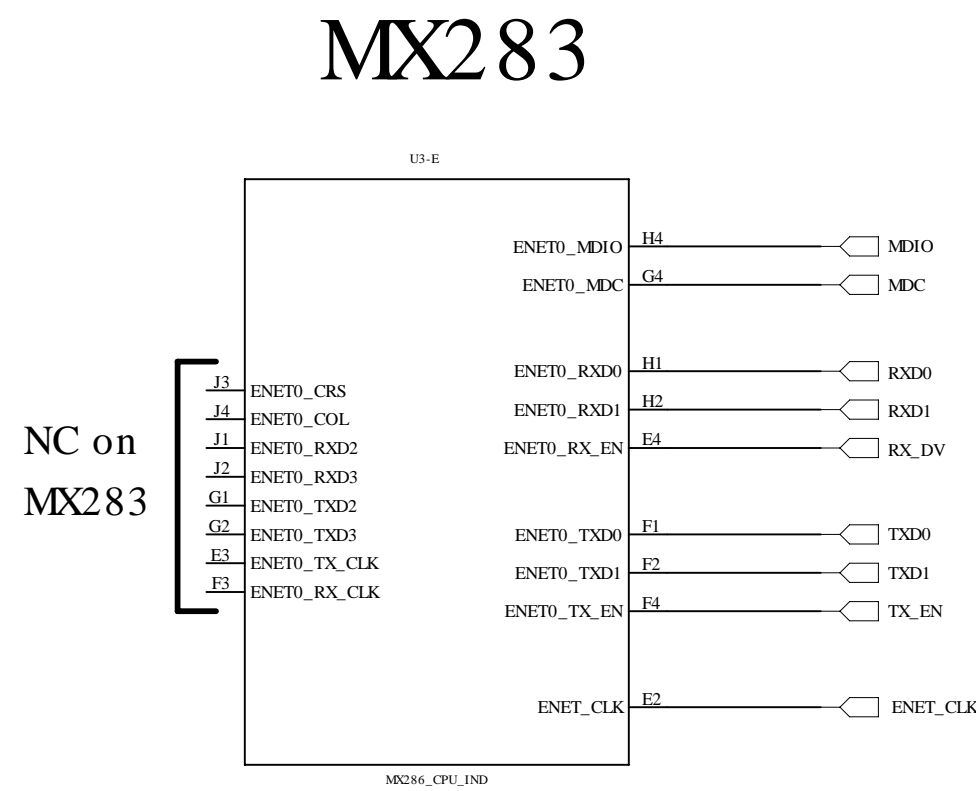 MX283
U3-E
ENET0_MDIO H4 MDIO
ENET0_MDC G4 MDC
ENET0_RXD0 H1 RXD0
J3 ENET0_CRS
ENET0_RXD1 H2 RXD1
J4 ENET0_COL
NC on
J1 ENET0_RXD2
ENET0_RX_EN E4 RX_DV
J2 ENET0_RXD3
MX283
G1 ENET0_TXD2
G2 ENET0_TXD3
ENET0_TXD0 F1 TXD0
E3 ENET0_TX_CLK
ENET0_TXD1 F2 TXD1
F3 ENET0_RX_CLK
ENET0_TX_EN F4 TX_EN
ENET_CLK E2 ENET_CLK
MX286_CPU_IND